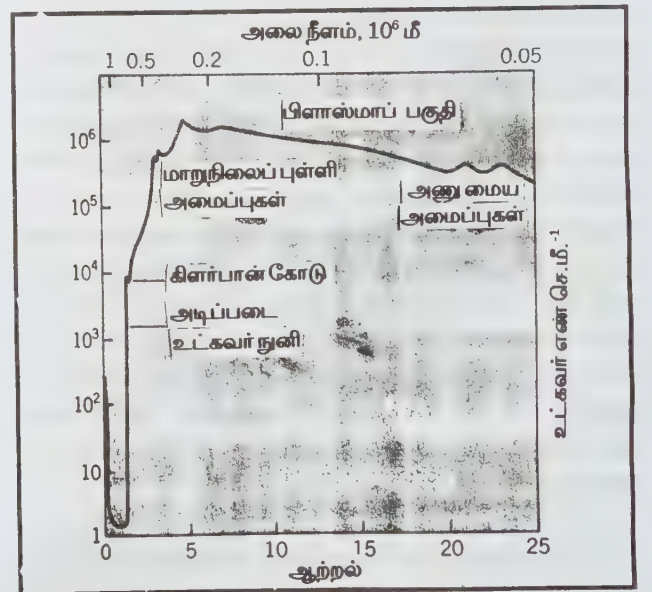 அலை நீளம், 10⁶ மீ
1 0.5 0.2 0.1 0.05
பிளாஸ்மாப் பகுதி
10⁶
மாறுநிலைப் புள்ளி
அமைப்புகள்
அணு மைய
அமைப்புகள்
10⁵
10⁴
கிளர்பான் கோடு
அடிப்படை
உட்கவர் நுனி
10³
10²
10
1
உட்கவர் எண் செ.மீ.⁻¹
0 5 10 15 20 25
ஆற்றல்